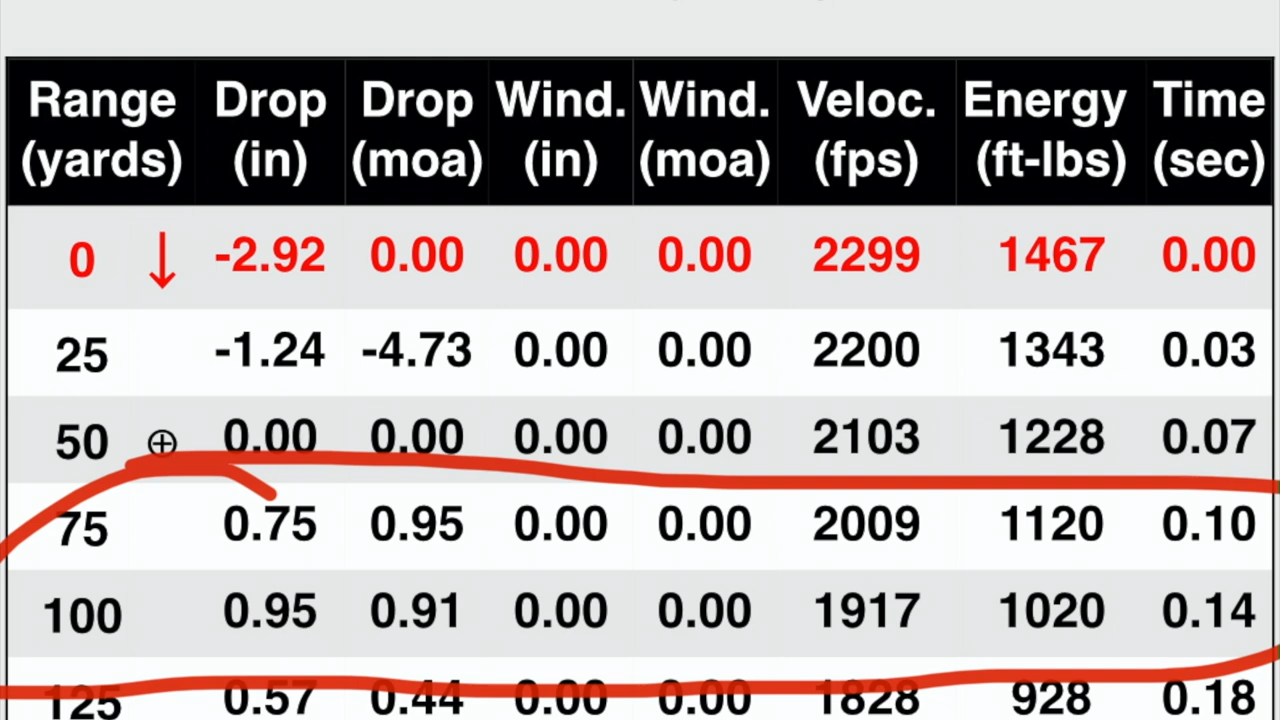 Range Drop Drop Wind. Wind. Veloc. Energy Time
(yards) (in) (moa) (in) (moa) (fps) (ft-lbs) (sec)
0 ↓ -2.92 0.00 0.00 0.00 2299 1467 0.00
25 -1.24 -4.73 0.00 0.00 2200 1343 0.03
50 ⊕ 0.00 0.00 0.00 0.00 2103 1228 0.07
75 0.75 0.95 0.00 0.00 2009 1120 0.10
100 0.95 0.91 0.00 0.00 1917 1020 0.14
125 0.57 0.44 0.00 0.00 1828 928 0.18